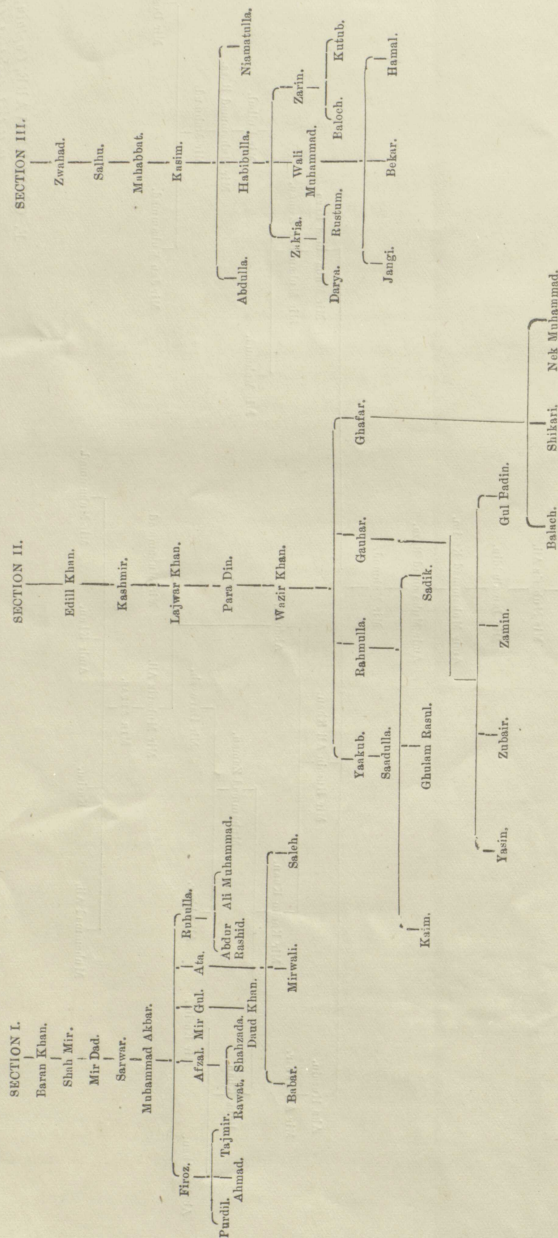 SECTION I.
Baran Khan.
Shah Mir.
Mir Dad.
Sarwar.
Muhammad Akbar.
Firoz.
Afzal.
Mir Gul.
Ata.
Ruhulla.
Purdil.
Ahmad.
Tajmir.
Rawat.
Shahzada.
Daud Khan.
Abdur
Rashid.
Ali Muhammad.
Babar.
Mirwali.
Saleh.
SECTION II.
Edill Khan.
Kashmir.
Lajwar Khan.
Para Din.
Wazir Khan.
Yaakub.
Rahmulla.
Gauhar.
Ghafar.
Saadulla.
Kaim.
Ghulam Rasul.
Sadik.
Yasin.
Zubair.
Zamin.
Gul Padin.
Balach.
Shikari.
Nek Muhammad.
SECTION III.
Zwahad.
Salhu.
Mahabbat.
Kasim.
Abdulla.
Habibulla.
Niamatulla.
Zakria.
Wali
Muhammad.
Zarin.
Darya.
Rustum.
Baloch.
Kutub.
Jangi.
Bekar.
Hamal.